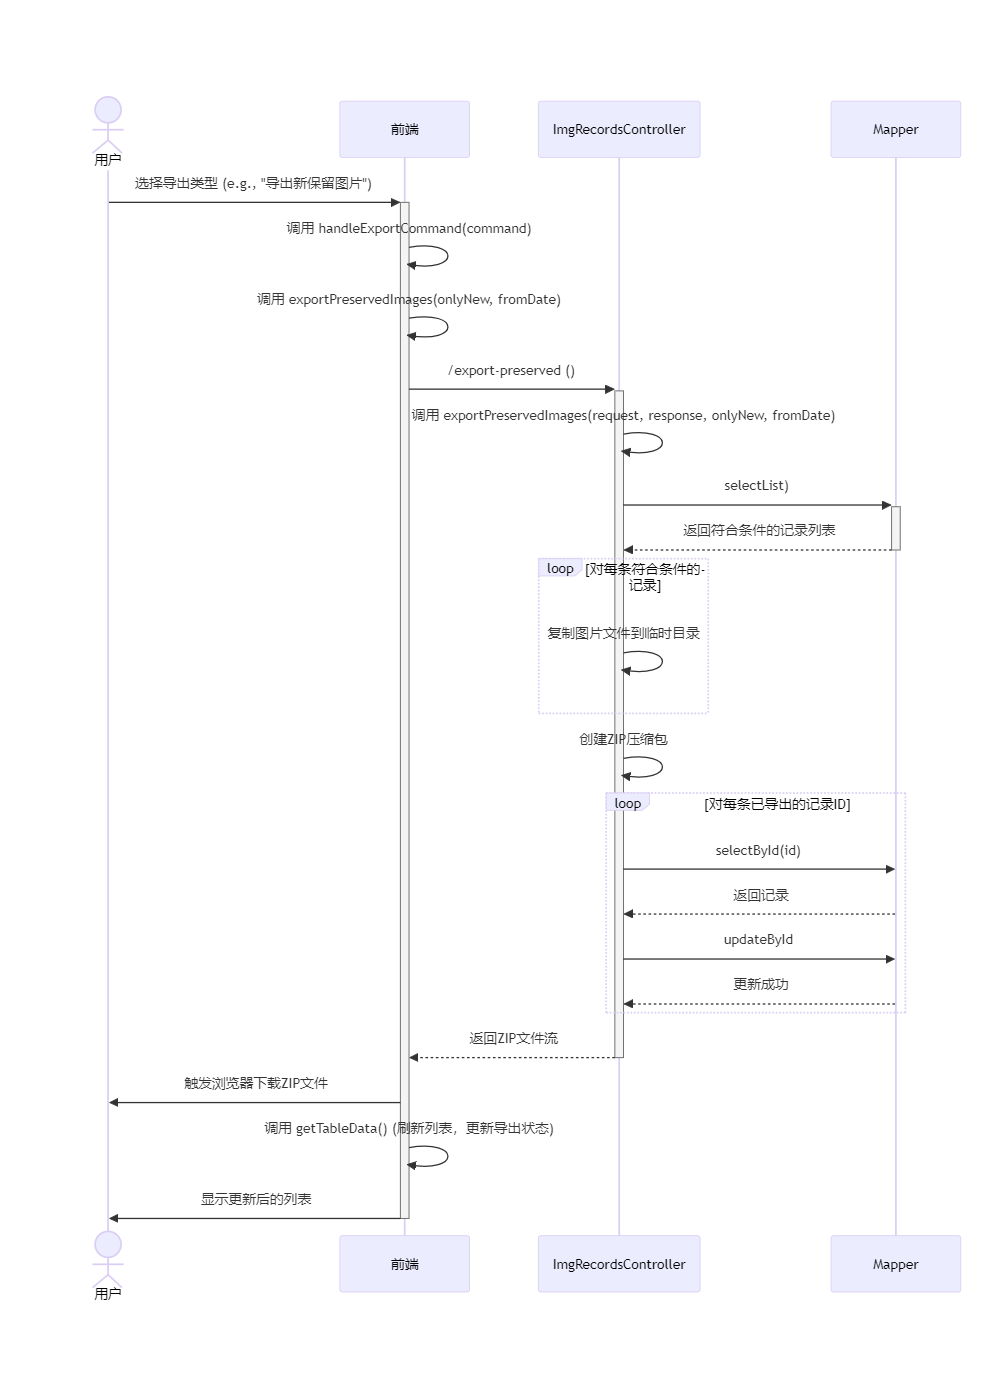 用户
前端
ImgRecordsController
Mapper
选择导出类型 (e.g., "导出新保留图片")
调用 handleExportCommand(command)
调用 exportPreservedImages(onlyNew, fromDate)
/export-preserved ()
调用 exportPreservedImages(request, response, onlyNew, fromDate)
selectList)
返回符合条件的记录列表
loop
[对每条符合条件的-
记录]
复制图片文件到临时目录
创建ZIP压缩包
loop
[对每条已导出的记录ID]
selectById(id)
返回记录
updateById
更新成功
返回ZIP文件流
触发浏览器下载ZIP文件
调用 getTableData() (刷新列表，更新导出状态)
显示更新后的列表
用户
前端
ImgRecordsController
Mapper